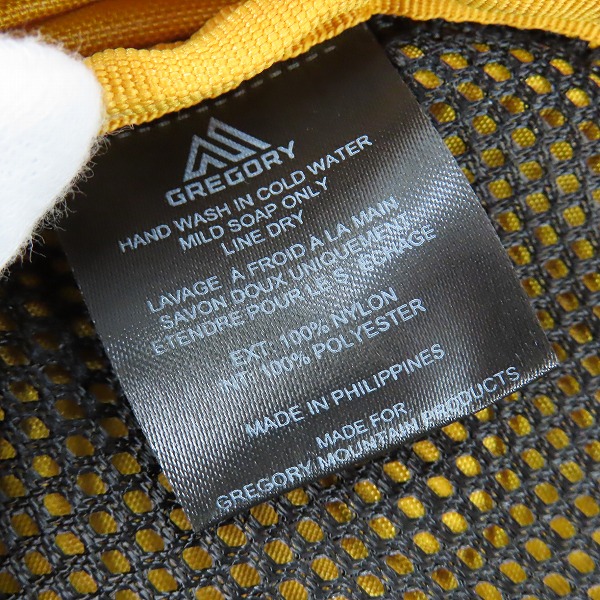 GREGORY
HAND WASH IN COLD WATER
MILD SOAP ONLY
LINE DRY
LAVAGE À FROID À LA MAIN
SAVON DOUX UNIQUEMENT
ETENDRE POUR LE S ECHAGE
EXT: 100% NYLON
INT: 100% POLYESTER
MADE IN PHILIPPINES
MADE FOR:
GREGORY MOUNTAIN PRODUCTS